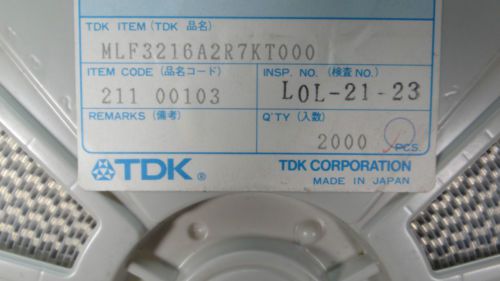 TDK ITEM (TDK 品名)
MLF3216A2R7KT000
ITEM CODE (品名コード)
INSP. NO. (検査 NO.)
211 00103
LOL-21-23
REMARKS (備考)
Q'TY (入数)
2000 PCS.
TDK ®
TDK CORPORATION
MADE IN JAPAN